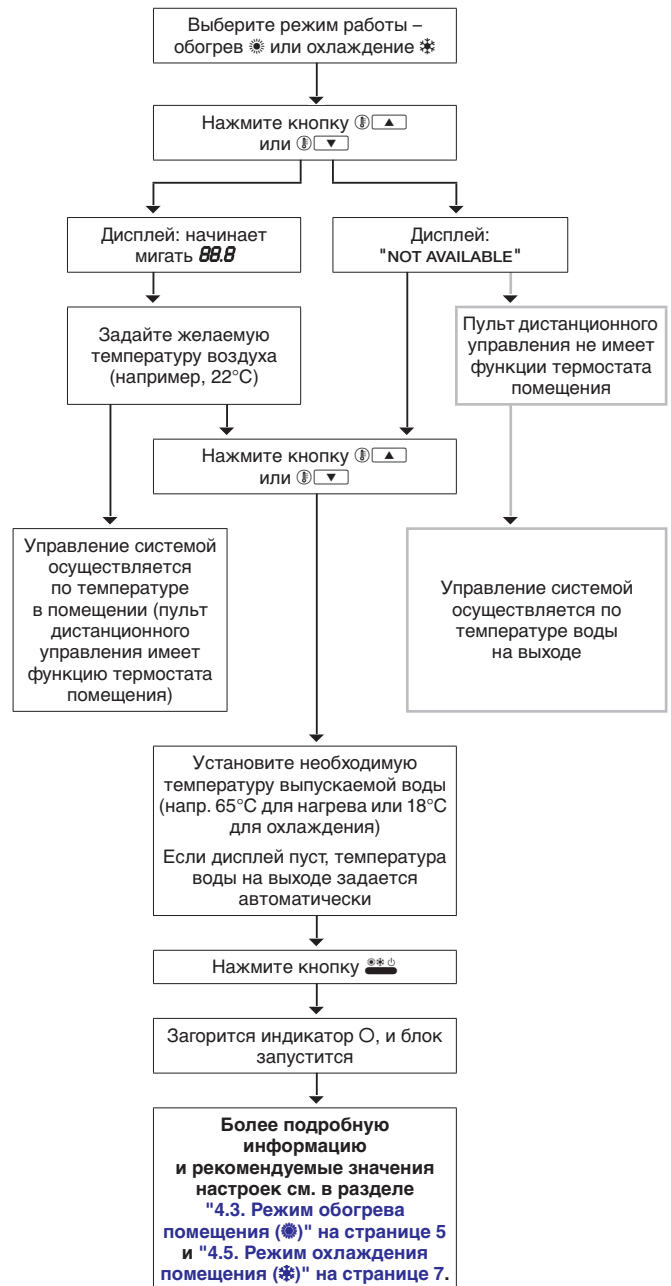 Выберите режим работы –
обогрев ☀ или охлаждение ❄
Нажмите кнопку ▲
или ▼
Дисплей: начинает
мигать 88.8
Дисплей:
"NOT AVAILABLE"
Задайте желаемую
температуру воздуха
(например, 22°C)
Пульт дистанционного
управления не имеет
функции термостата
помещения
Нажмите кнопку ▲
или ▼
Управление системой
осуществляется
по температуре
в помещении (пульт
дистанционного
управления имеет
функцию термостата
помещения)
Управление системой
осуществляется по
температуре воды
на выходе
Установите необходимую
температуру выпускаемой воды
(напр. 65°C для нагрева или 18°C
для охлаждения)
Если дисплей пуст, температура
воды на выходе задается
автоматически
Нажмите кнопку
Загорится индикатор О, и блок
запустится
Более подробную
информацию
и рекомендуемые значения
настроек см. в разделе
"4.3. Режим обогрева
помещения (☀)" на странице 5
и "4.5. Режим охлаждения
помещения (❄)" на странице 7.